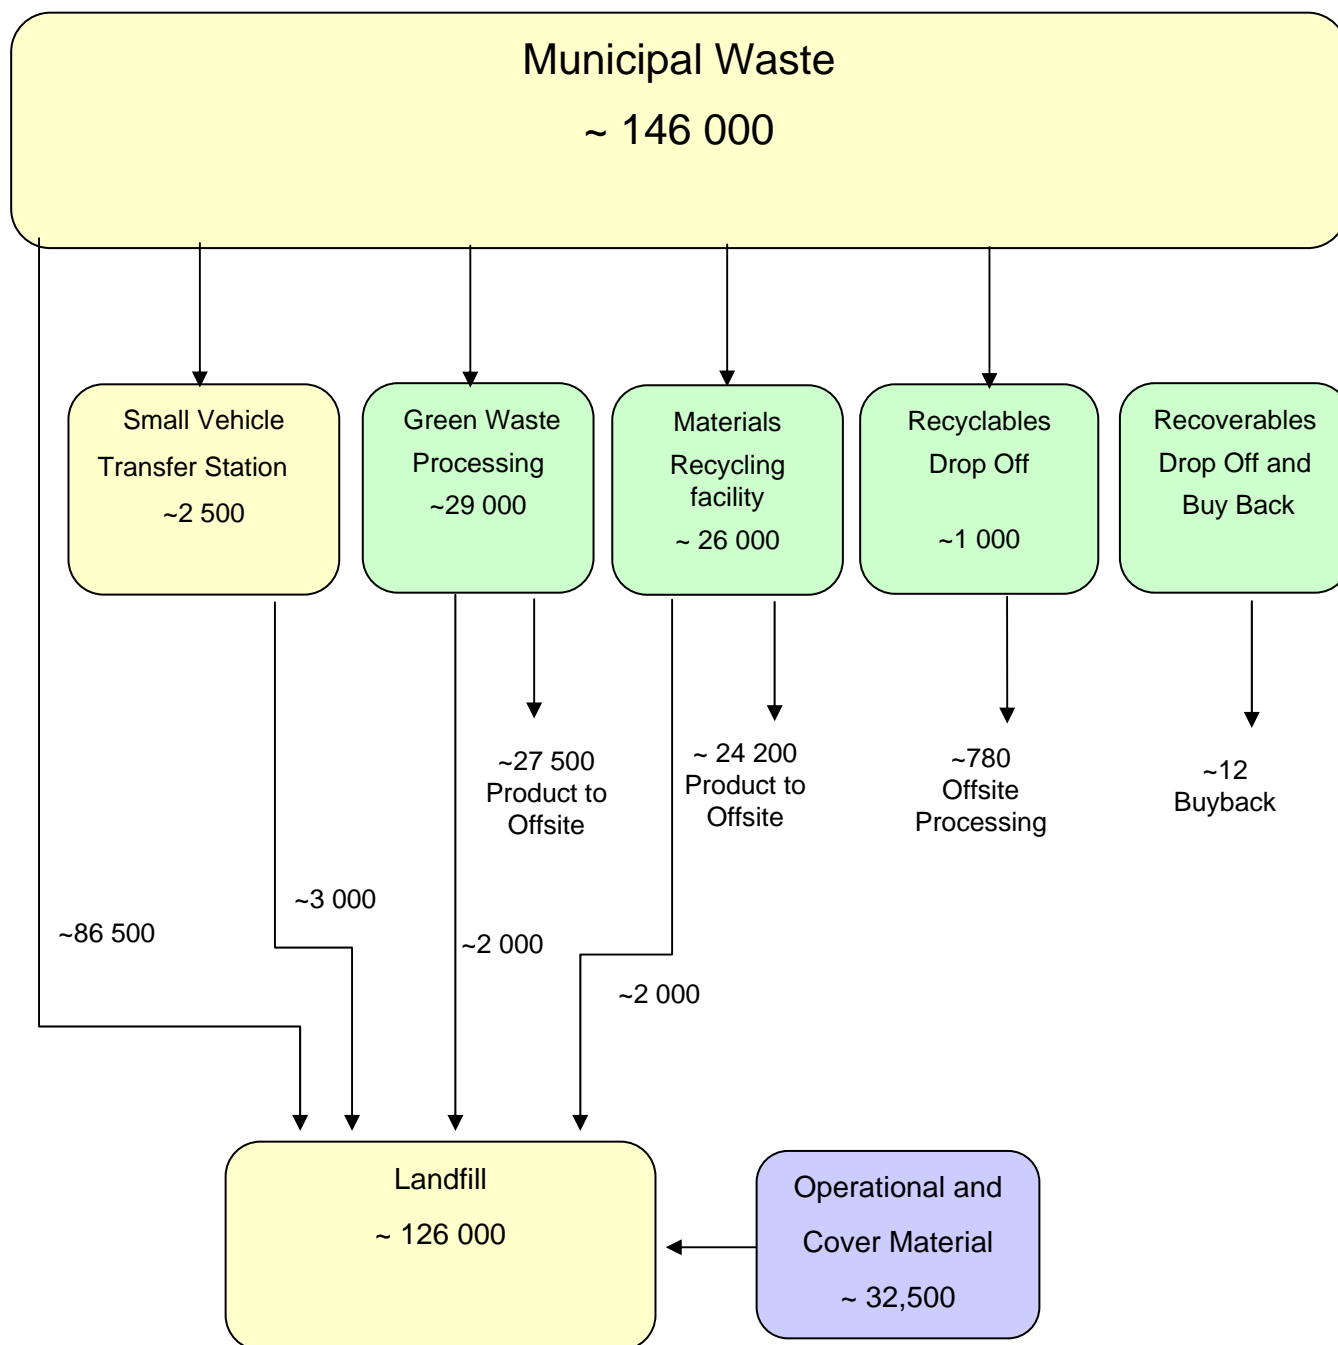 Municipal Waste
~ 146 000
Small Vehicle
Transfer Station
~2 500
Green Waste
Processing
~29 000
Materials
Recycling
facility
~ 26 000
Recyclables
Drop Off
~1 000
Recoverables
Drop Off and
Buy Back
~27 500
Product to
Offsite
~ 24 200
Product to
Offsite
~780
Offsite
Processing
~12
Buyback
~86 500
~3 000
~2 000
~2 000
Landfill
~ 126 000
Operational and
Cover Material
~ 32,500